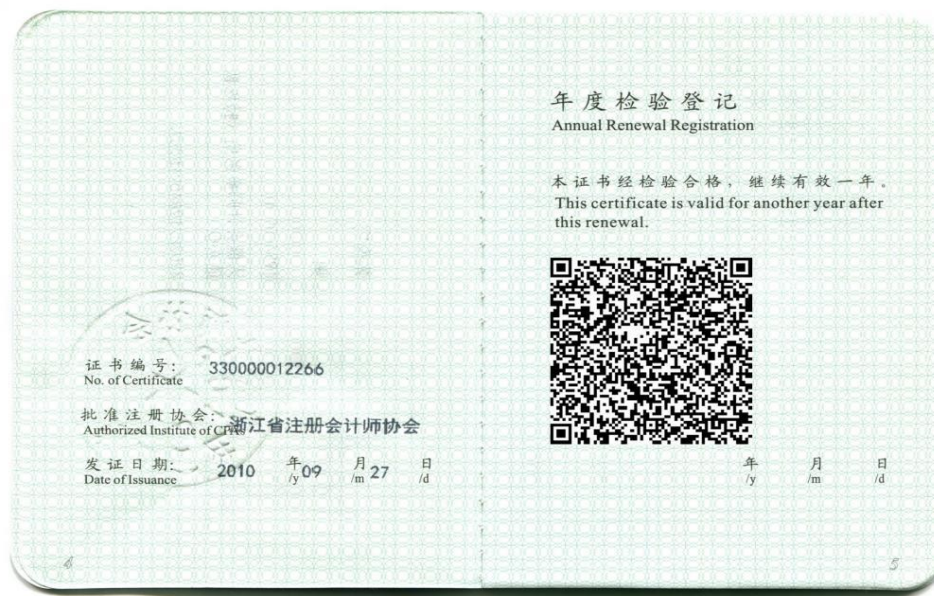 证书编号: 330000012266
No. of Certificate
批准注册协会: 浙江省注册会计师协会
Authorized Institute of
发证日期: 2010 年 09 月 27 日
Date of Issuance /y /m /d
4
年度检验登记
Annual Renewal Registration
本证书经检验合格，继续有效一年。
This certificate is valid for another year after
this renewal.
年 月 日
/y /m /d
5